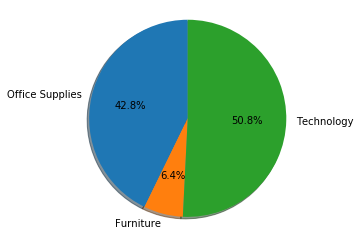 Office Supplies
42.8%
50.8%
Technology
6.4%
Furniture